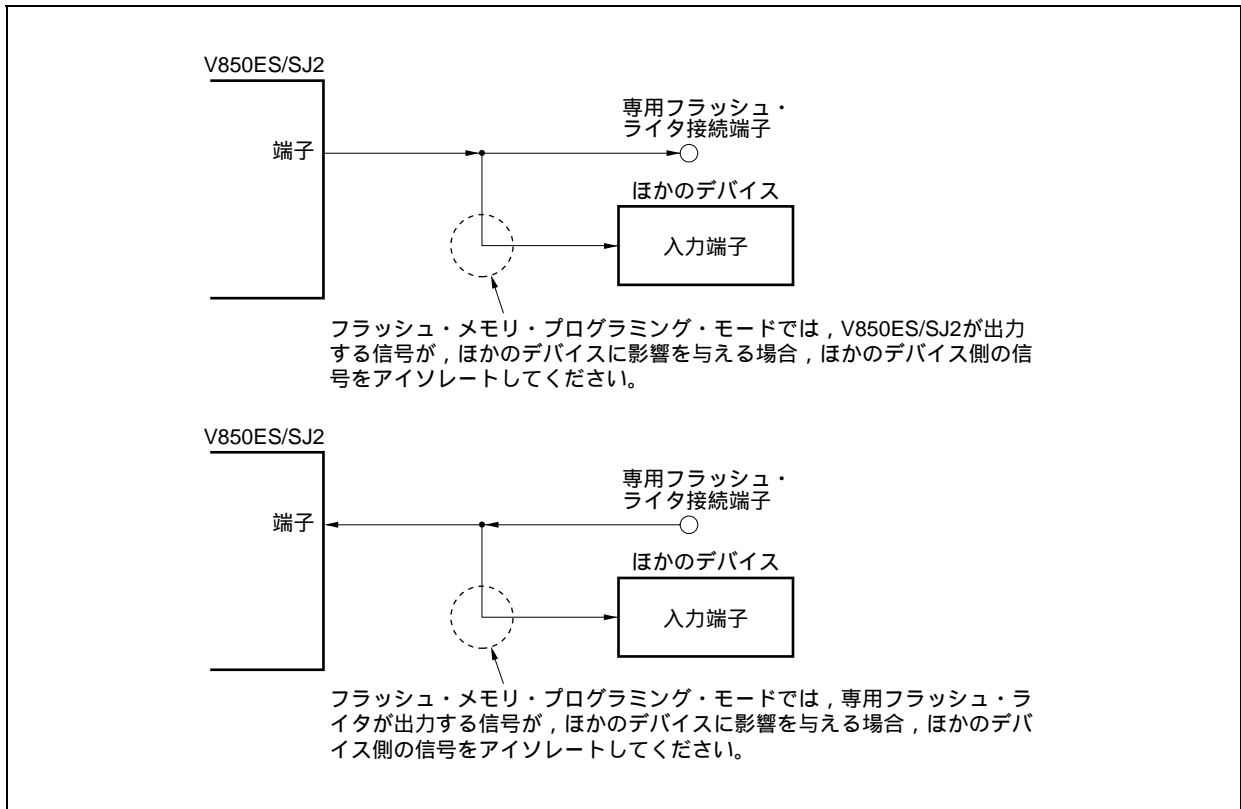 V850ES/SJ2
端子
専用フラッシュ・
ライタ接続端子
ほかのデバイス
入力端子
フラッシュ・メモリ・プログラミング・モードでは，V850ES/SJ2が出力
する信号が，ほかのデバイスに影響を与える場合，ほかのデバイス側の信
号をアイソレートしてください。
V850ES/SJ2
端子
専用フラッシュ・
ライタ接続端子
ほかのデバイス
入力端子
フラッシュ・メモリ・プログラミング・モードでは，専用フラッシュ・ラ
イタが出力する信号が，ほかのデバイスに影響を与える場合，ほかのデバ
イス側の信号をアイソレートしてください。